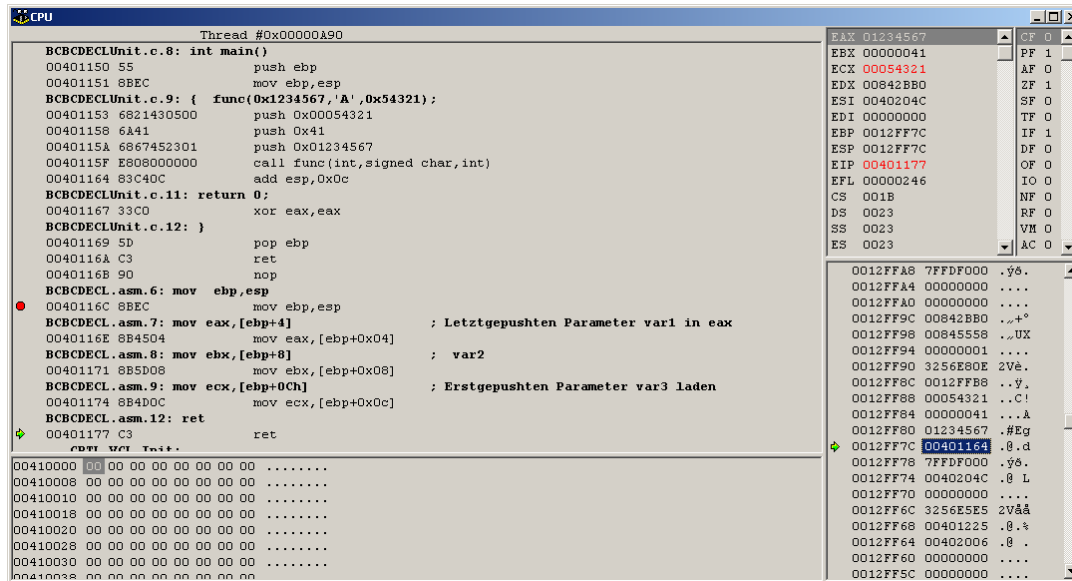 CPU
Thread #0x00000A90
BCBCDECLUnit.c.8: int main()
00401150 55 push ebp
00401151 8BEC mov ebp,esp
BCBCDECLUnit.c.9: { func(0x1234567,'A',0x54321);
00401153 6821430500 push 0x00054321
00401158 6A41 push 0x41
0040115A 6867452301 push 0x01234567
0040115F E808000000 call func(int,signed char,int)
00401164 83C40C add esp,0x0c
BCBCDECLUnit.c.11: return 0;
00401167 33C0 xor eax,eax
BCBCDECLUnit.c.12: }
00401169 5D pop ebp
0040116A C3 ret
0040116B 90 nop
BCBCDECL.asm.6: mov ebp,esp
0040116C 8BEC mov ebp,esp
BCBCDECL.asm.7: mov eax,[ebp+4] ; Letztgepushten Parameter var1 in eax
0040116E 8B4504 mov eax,[ebp+0x04]
BCBCDECL.asm.8: mov ebx,[ebp+8] ; var2
00401171 8B5D08 mov ebx,[ebp+0x08]
BCBCDECL.asm.9: mov ecx,[ebp+0Ch] ; Erstgepushten Parameter var3 laden
00401174 8B4D0C mov ecx,[ebp+0x0c]
BCBCDECL.asm.12: ret
00401177 C3 ret
EAX 01234567
EBX 00000041
ECX 00054321
EDX 00842BB0
ESI 0040204C
EDI 00000000
EBP 0012FF7C
ESP 0012FF7C
EIP 00401177
EFL 00000246
CS 001B
DS 0023
SS 0023
ES 0023
CF 0
PF 1
AF 0
ZF 1
SF 0
TF 0
IF 1
DF 0
OF 0
IO 0
NF 0
RF 0
VM 0
AC 0
00410000 00 00 00 00 00 00 00 00 ........
00410008 00 00 00 00 00 00 00 00 ........
00410010 00 00 00 00 00 00 00 00 ........
00410018 00 00 00 00 00 00 00 00 ........
00410020 00 00 00 00 00 00 00 00 ........
00410028 00 00 00 00 00 00 00 00 ........
00410030 00 00 00 00 00 00 00 00 ........
00410038 00 00 00 00 00 00 00 00 ........
0012FFA8 7FFDF000 .ýð.
0012FFA4 00000000 ....
0012FFA0 00000000 ....
0012FF9C 00842BB0 .„+°
0012FF98 00845558 .„UX
0012FF94 00000001 ....
0012FF90 3256E80E 2Vè.
0012FF8C 0012FFB8 ..ÿ¸
0012FF88 00054321 ..C!
0012FF84 00000041 ...A
0012FF80 01234567 .#Eg
0012FF7C 00401164 .@.d
0012FF78 7FFDF000 .ýð.
0012FF74 0040204C .@ L
0012FF70 00000000 ....
0012FF6C 3256E5E5 2Våå
0012FF68 00401225 .@.%
0012FF64 00402006 .@ .
0012FF60 00000000 ....
0012FF5C 00000000 ....